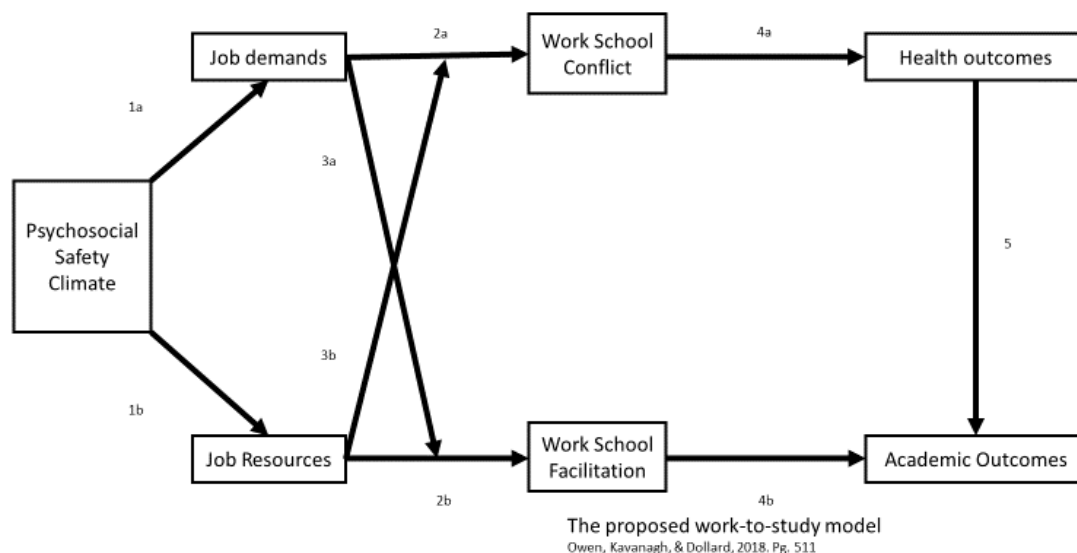 2a
4a
Job demands
Work School
Conflict
Health outcomes
1a
3a
Psychosocial
Safety
Climate
5
3b
1b
Job Resources
Work School
Facilitation
Academic Outcomes
2b
4b
The proposed work-to-study model
Owen, Kavanagh, & Dollard, 2018. Pg. 511